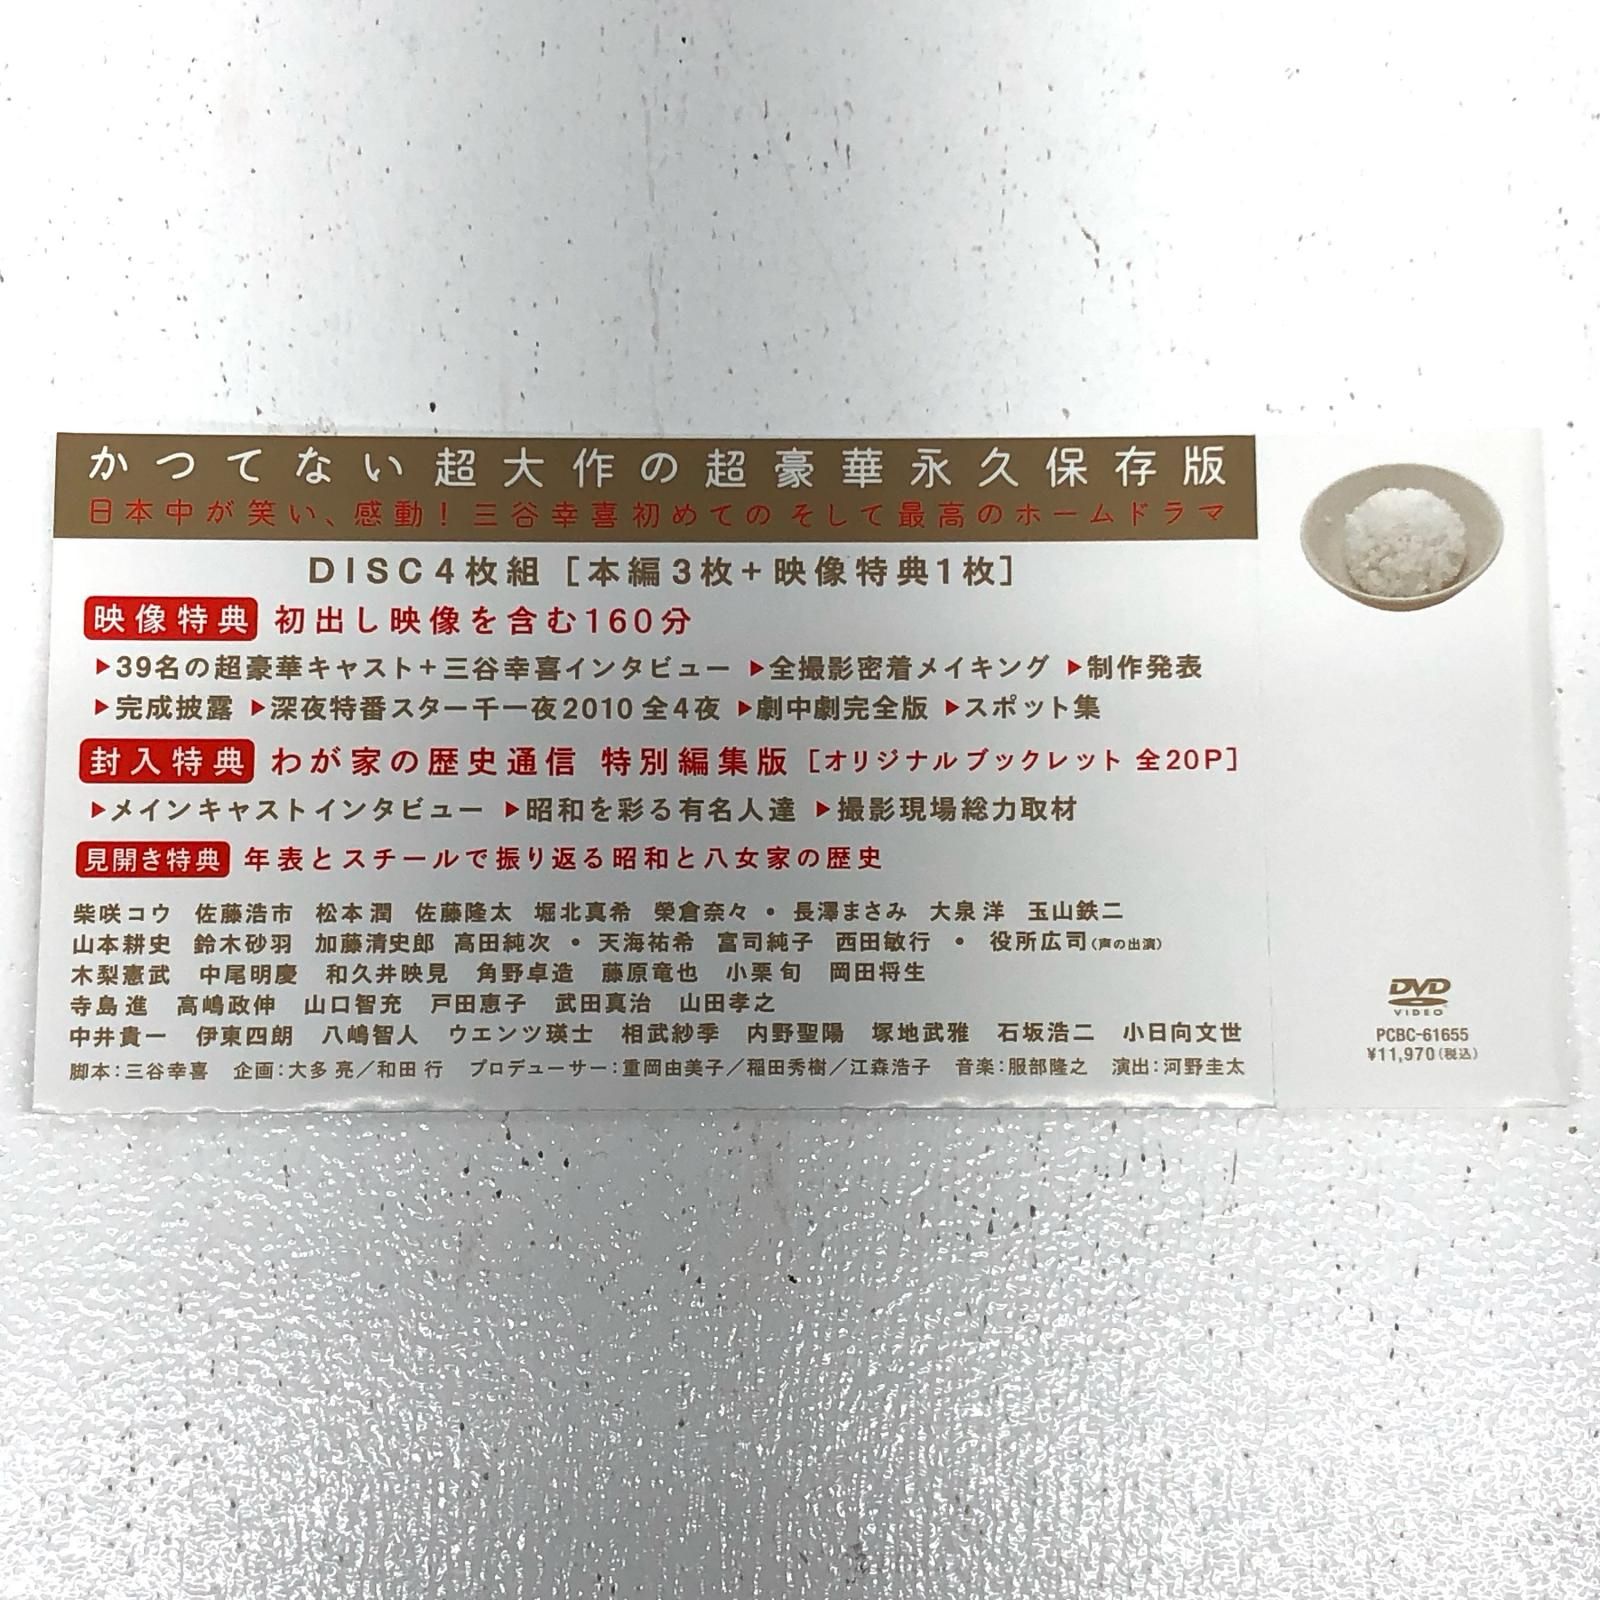 かつてない超大作の超豪華永久保存版
日本中が笑い、感動！三谷幸喜初めての そして最高のホームドラマ
DISC4枚組［本編3枚＋映像特典1枚］
映像特典 初出し映像を含む160分
▶39名の超豪華キャスト＋三谷幸喜インタビュー ▶全撮影密着メイキング ▶制作発表
▶完成披露 ▶深夜特番スター千一夜2010 全4夜 ▶劇中劇完全版 ▶スポット集
封入特典 わが家の歴史通信 特別編集版［オリジナルブックレット 全20P］
▶メインキャストインタビュー ▶昭和を彩る有名人達 ▶撮影現場総力取材
見開き特典 年表とスチールで振り返る昭和と八女家の歴史
柴咲コウ 佐藤浩市 松本潤 佐藤隆太 堀北真希 榮倉奈々・長澤まさみ 大泉洋 玉山鉄二
山本耕史 鈴木砂羽 加藤清史郎 高田純次・天海祐希 富司純子 西田敏行・役所広司（声の出演）
木梨憲武 中尾明慶 和久井映見 角野卓造 藤原竜也 小栗旬 岡田将生
寺島進 高嶋政伸 山口智充 戸田恵子 武田真治 山田孝之
中井貴一 伊東四朗 八嶋智人 ウエンツ瑛士 相武紗季 内野聖陽 塚地武雅 石坂浩二 小日向文世
脚本：三谷幸喜 企画：大多亮／和田行 プロデューサー：重岡由美子／稲田秀樹／江森浩子 音楽：服部隆之 演出：河野圭太
DVD
VIDEO
PCBC-61655
¥11,970（税込）